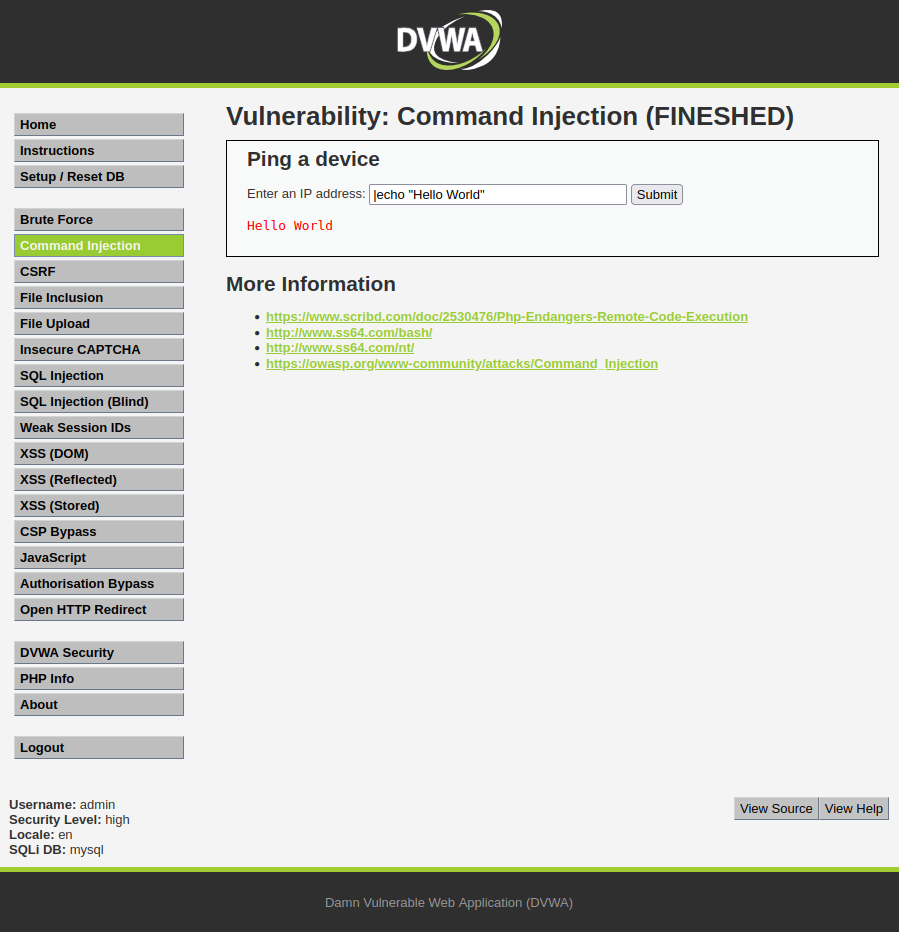 DVWA
Vulnerability: Command Injection (FINESHED)
Home
Instructions
Setup / Reset DB
Brute Force
Command Injection
CSRF
File Inclusion
File Upload
Insecure CAPTCHA
SQL Injection
SQL Injection (Blind)
Weak Session IDs
XSS (DOM)
XSS (Reflected)
XSS (Stored)
CSP Bypass
JavaScript
Authorisation Bypass
Open HTTP Redirect
DVWA Security
PHP Info
About
Logout
Ping a device
Enter an IP address: |echo "Hello World" Submit
Hello World
More Information
https://www.scribd.com/doc/2530476/Php-Endangers-Remote-Code-Execution
http://www.ss64.com/bash/
http://www.ss64.com/nt/
https://owasp.org/www-community/attacks/Command_Injection
Username: admin
Security Level: high
Locale: en
SQLi DB: mysql
View Source View Help
Damn Vulnerable Web Application (DVWA)